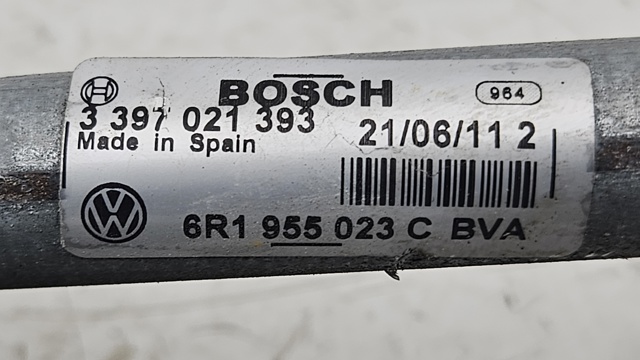 BOSCH 964
3 397 021 393 21/06/11 2
Made in Spain
6R1 955 023 C BVA